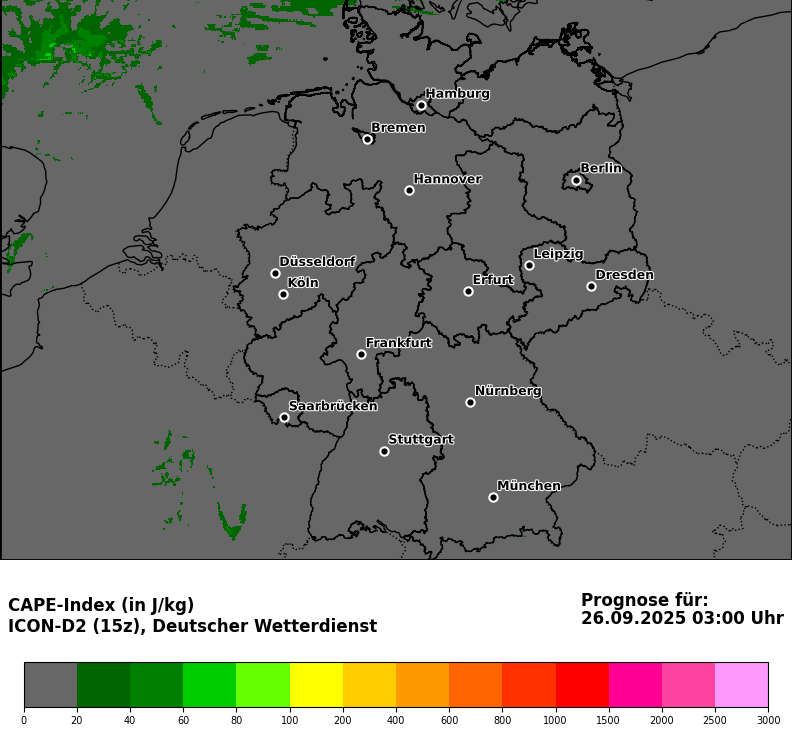 Hamburg
Bremen
Berlin
Hannover
Leipzig
Düsseldorf
Dresden
Erfurt
Köln
Frankfurt
Nürnberg
Saarbrücken
Stuttgart
München
CAPE-Index (in J/kg)
ICON-D2 (15z), Deutscher Wetterdienst
Prognose für:
26.09.2025 03:00 Uhr
0 20 40 60 80 100 200 400 600 800 1000 1500 2000 2500 3000